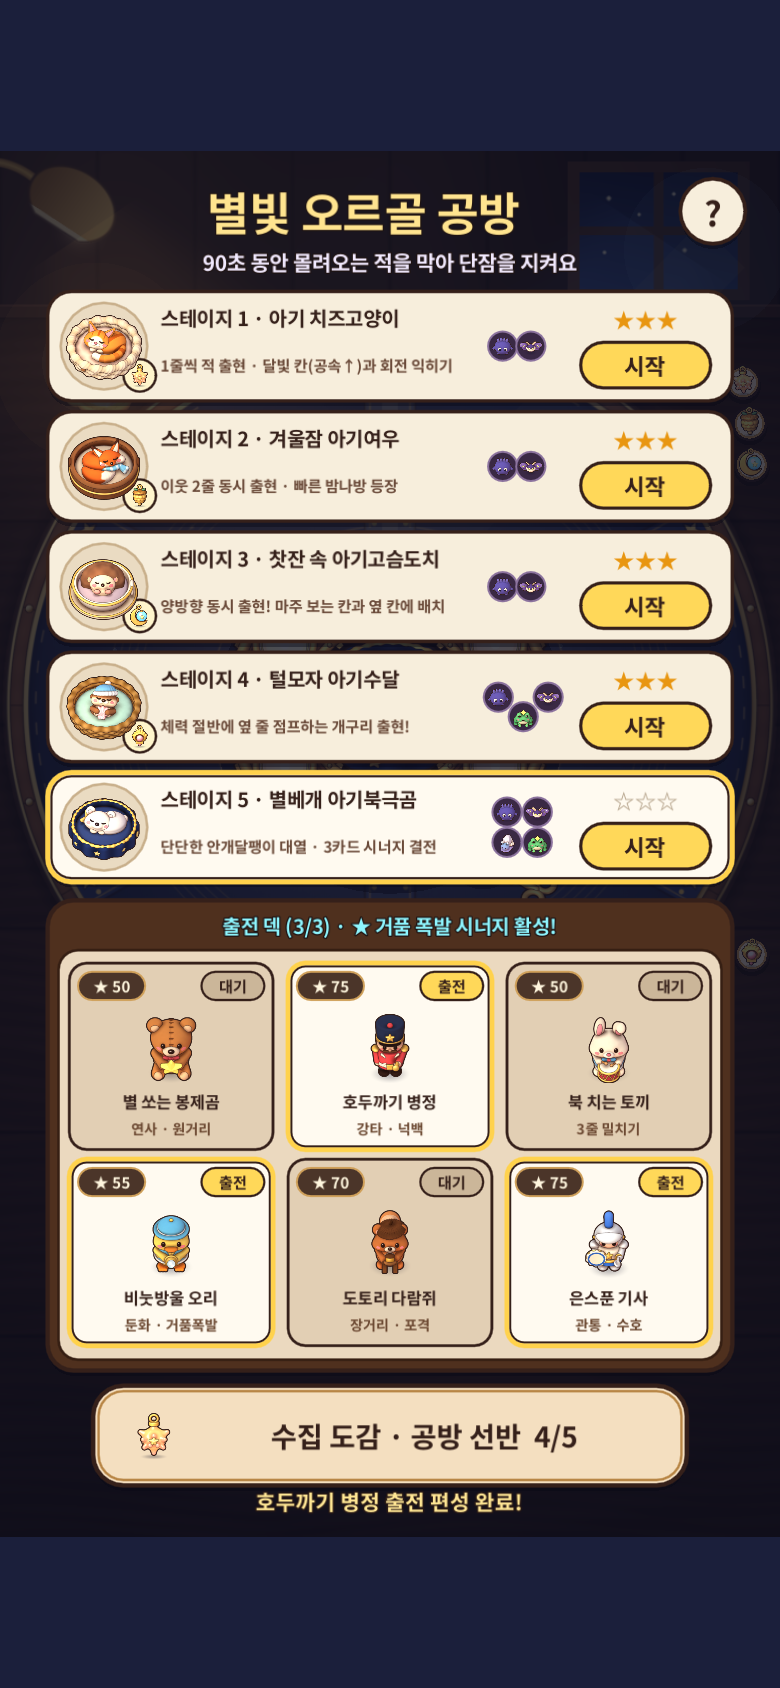 별빛 오르골 공방
?
90초 동안 몰려오는 적을 막아 단잠을 지켜요
스테이지 1 · 아기 치즈고양이
★★★
1줄씩 적 출현 · 달빛 칸(공속↑)과 회전 익히기
시작
스테이지 2 · 겨울잠 아기여우
★★★
이웃 2줄 동시 출현 · 빠른 밤나방 등장
시작
스테이지 3 · 찻잔 속 아기고슴도치
★★★
양방향 동시 출현! 마주 보는 칸과 옆 칸에 배치
시작
스테이지 4 · 털모자 아기수달
★★★
체력 절반에 옆 줄 점프하는 개구리 출현!
시작
스테이지 5 · 별베개 아기북극곰
☆☆☆
단단한 안개달팽이 대열 · 3카드 시너지 결전
시작
출전 덱 (3/3) · ★ 거품 폭발 시너지 활성!
★ 50 대기
별 쏘는 봉제곰
연사 · 원거리
★ 75 출전
호두까기 병정
강타 · 넉백
★ 50 대기
북 치는 토끼
3줄 밀치기
★ 55 출전
비눗방울 오리
둔화 · 거품폭발
★ 70 대기
도토리 다람쥐
장거리 · 포격
★ 75 출전
은스푼 기사
관통 · 수호
수집 도감 · 공방 선반 4/5
호두까기 병정 출전 편성 완료!